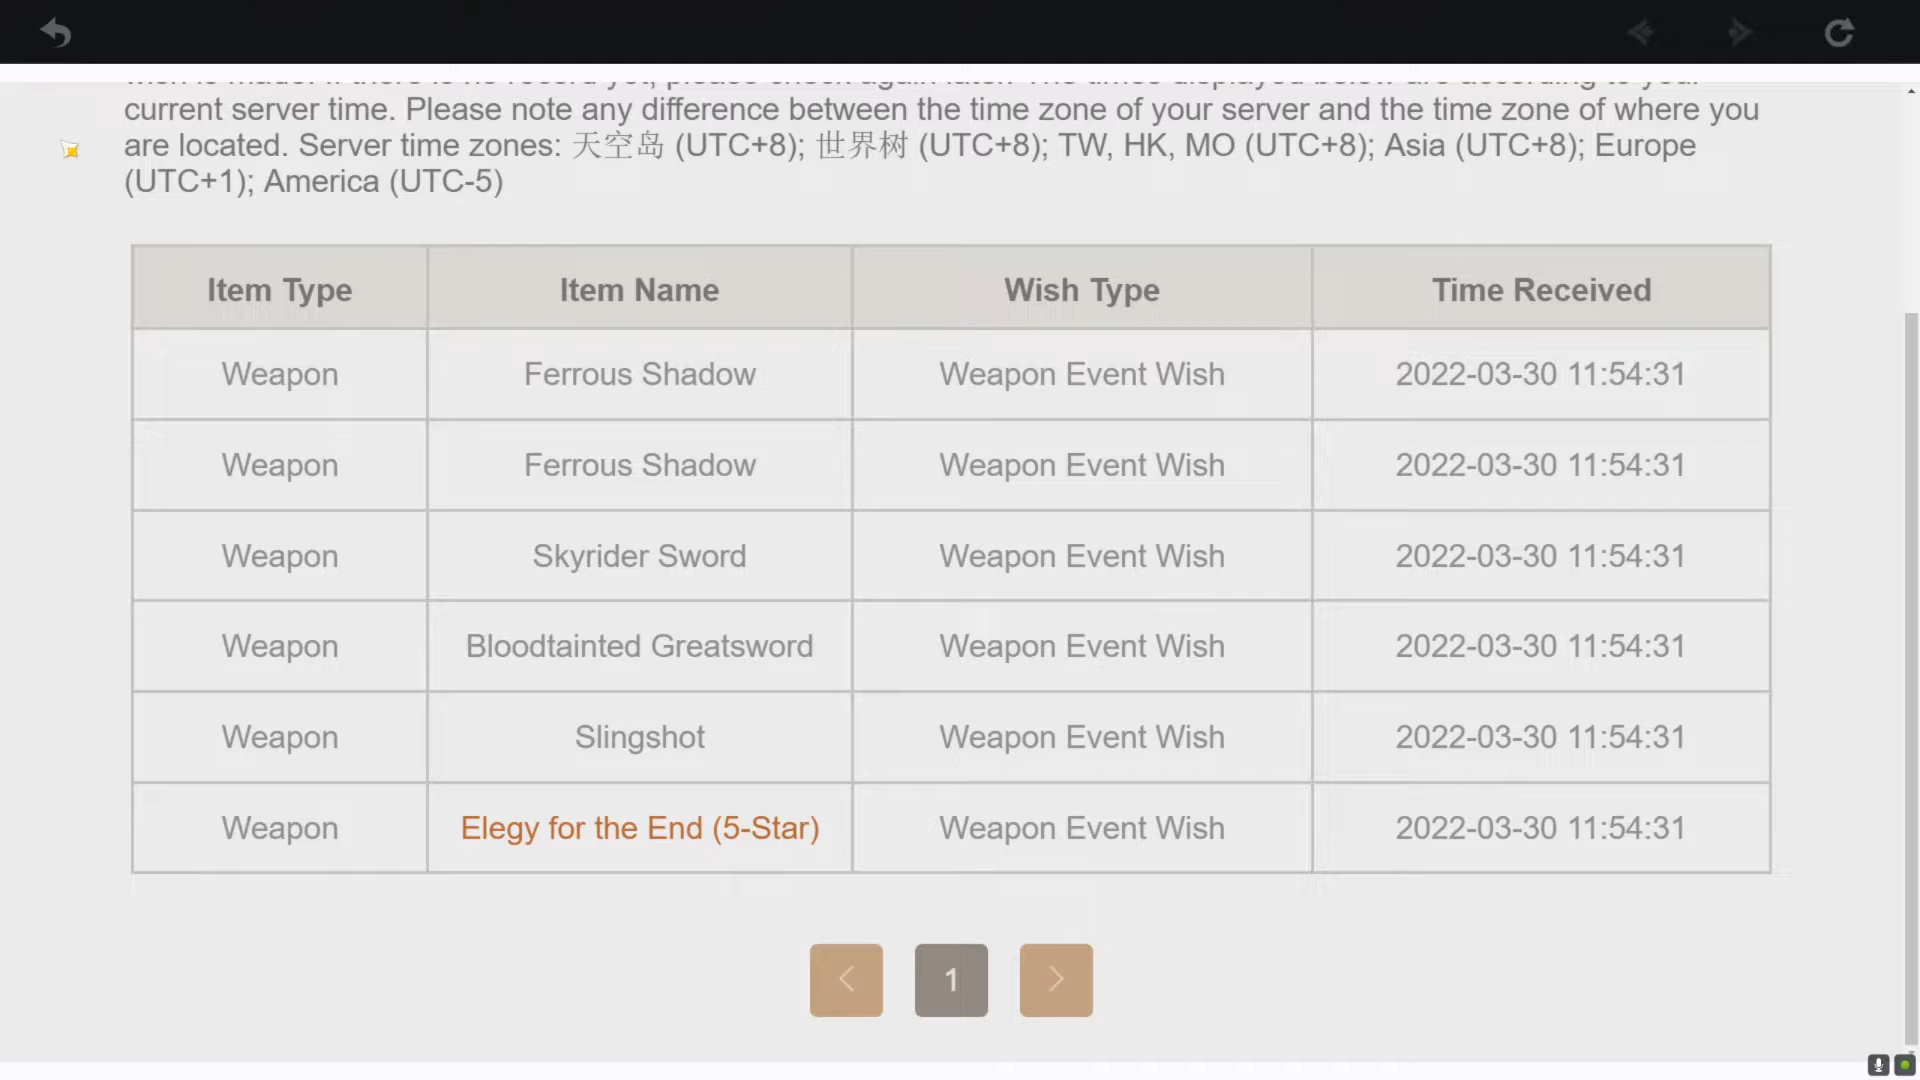 current server time. Please note any difference between the time zone of your server and the time zone of where you
are located. Server time zones: 天空岛 (UTC+8); 世界树 (UTC+8); TW, HK, MO (UTC+8); Asia (UTC+8); Europe
(UTC+1); America (UTC-5)
Item Type Item Name Wish Type Time Received
Weapon Ferrous Shadow Weapon Event Wish 2022-03-30 11:54:31
Weapon Ferrous Shadow Weapon Event Wish 2022-03-30 11:54:31
Weapon Skyrider Sword Weapon Event Wish 2022-03-30 11:54:31
Weapon Bloodtainted Greatsword Weapon Event Wish 2022-03-30 11:54:31
Weapon Slingshot Weapon Event Wish 2022-03-30 11:54:31
Weapon Elegy for the End (5-Star) Weapon Event Wish 2022-03-30 11:54:31
1